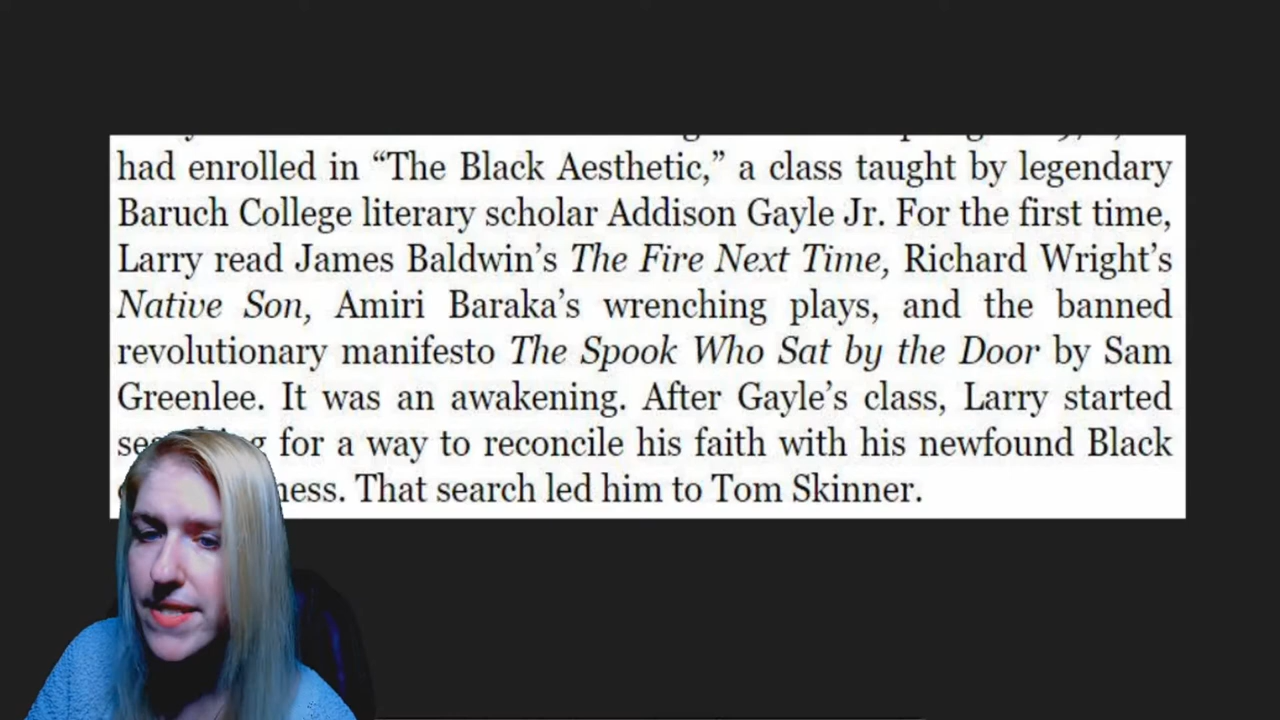 had enrolled in “The Black Aesthetic,” a class taught by legendary
Baruch College literary scholar Addison Gayle Jr. For the first time,
Larry read James Baldwin’s The Fire Next Time, Richard Wright’s
Native Son, Amiri Baraka’s wrenching plays, and the banned
revolutionary manifesto The Spook Who Sat by the Door by Sam
Greenlee. It was an awakening. After Gayle’s class, Larry started
for a way to reconcile his faith with his newfound Black
That search led him to Tom Skinner.